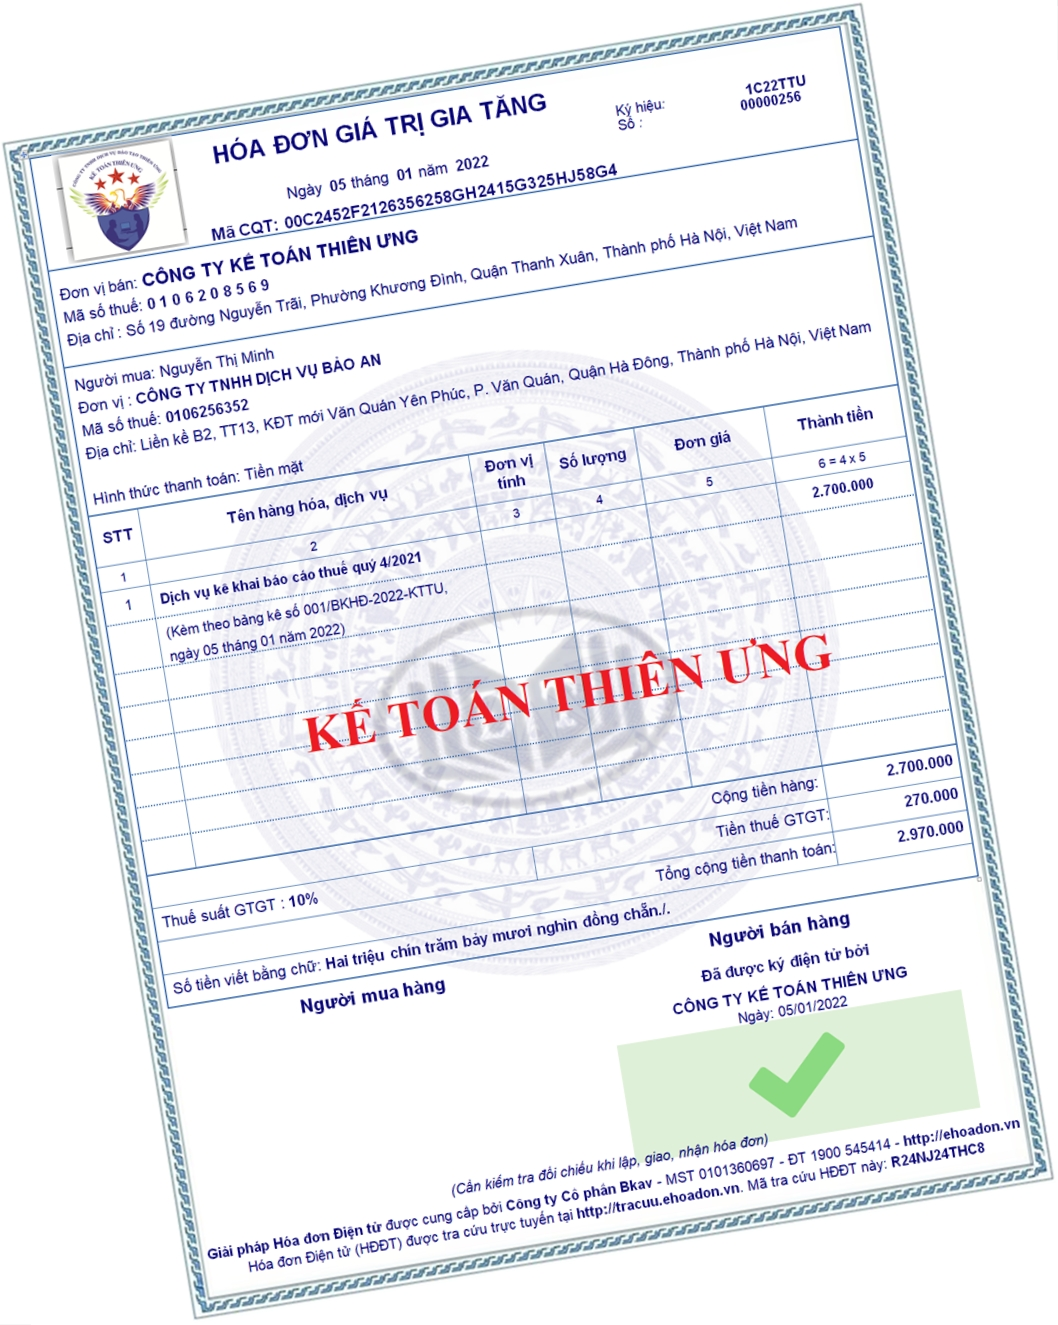 HÓA ĐƠN GIÁ TRỊ GIA TĂNG
Ký hiệu: 1C22TTU
Số : 00000256
CÔNG TY TNHH DỊCH VỤ ĐÀO TẠO THIÊN ƯNG
KẾ TOÁN THIÊN ƯNG
Ngày 05 tháng 01 năm 2022
Mã CQT: 00C2452F2126356258GH2415G325HJ58G4
Đơn vị bán: CÔNG TY KẾ TOÁN THIÊN ƯNG
Mã số thuế: 0 1 0 6 2 0 8 5 6 9
Địa chỉ : Số 19 đường Nguyễn Trãi, Phường Khương Đình, Quận Thanh Xuân, Thành phố Hà Nội, Việt Nam
Người mua: Nguyễn Thị Minh
Đơn vị : CÔNG TY TNHH DỊCH VỤ BẢO AN
Mã số thuế: 0106256352
Địa chỉ: Liền kề B2, TT13, KĐT mới Văn Quán Yên Phúc, P. Văn Quán, Quận Hà Đông, Thành phố Hà Nội, Việt Nam
Hình thức thanh toán: Tiền mặt
STT Tên hàng hóa, dịch vụ Đơn vị tính Số lượng Đơn giá Thành tiền
1 2 3 4 5 6 = 4 x 5
1 Dịch vụ kê khai báo cáo thuế quý 4/2021 2.700.000
(Kèm theo bảng kê số 001/BKHĐ-2022-KTTU,
ngày 05 tháng 01 năm 2022)
KẾ TOÁN THIÊN ƯNG
Cộng tiền hàng: 2.700.000
Thuế suất GTGT : 10% Tiền thuế GTGT: 270.000
Tổng cộng tiền thanh toán: 2.970.000
Số tiền viết bằng chữ: Hai triệu chín trăm bảy mươi nghìn đồng chẵn./.
Người mua hàng Người bán hàng
Đã được ký điện tử bởi
CÔNG TY KẾ TOÁN THIÊN ƯNG
Ngày: 05/01/2022
(Cần kiểm tra đối chiếu khi lập, giao, nhận hóa đơn)
Giải pháp Hóa đơn Điện tử được cung cấp bởi Công ty Cổ phần Bkav - MST 0101360697 - ĐT 1900 545414 - http://ehoadon.vn
Hóa đơn Điện tử (HĐĐT) được tra cứu trực tuyến tại http://tracuu.ehoadon.vn. Mã tra cứu HĐĐT này: R24NJ24THC8